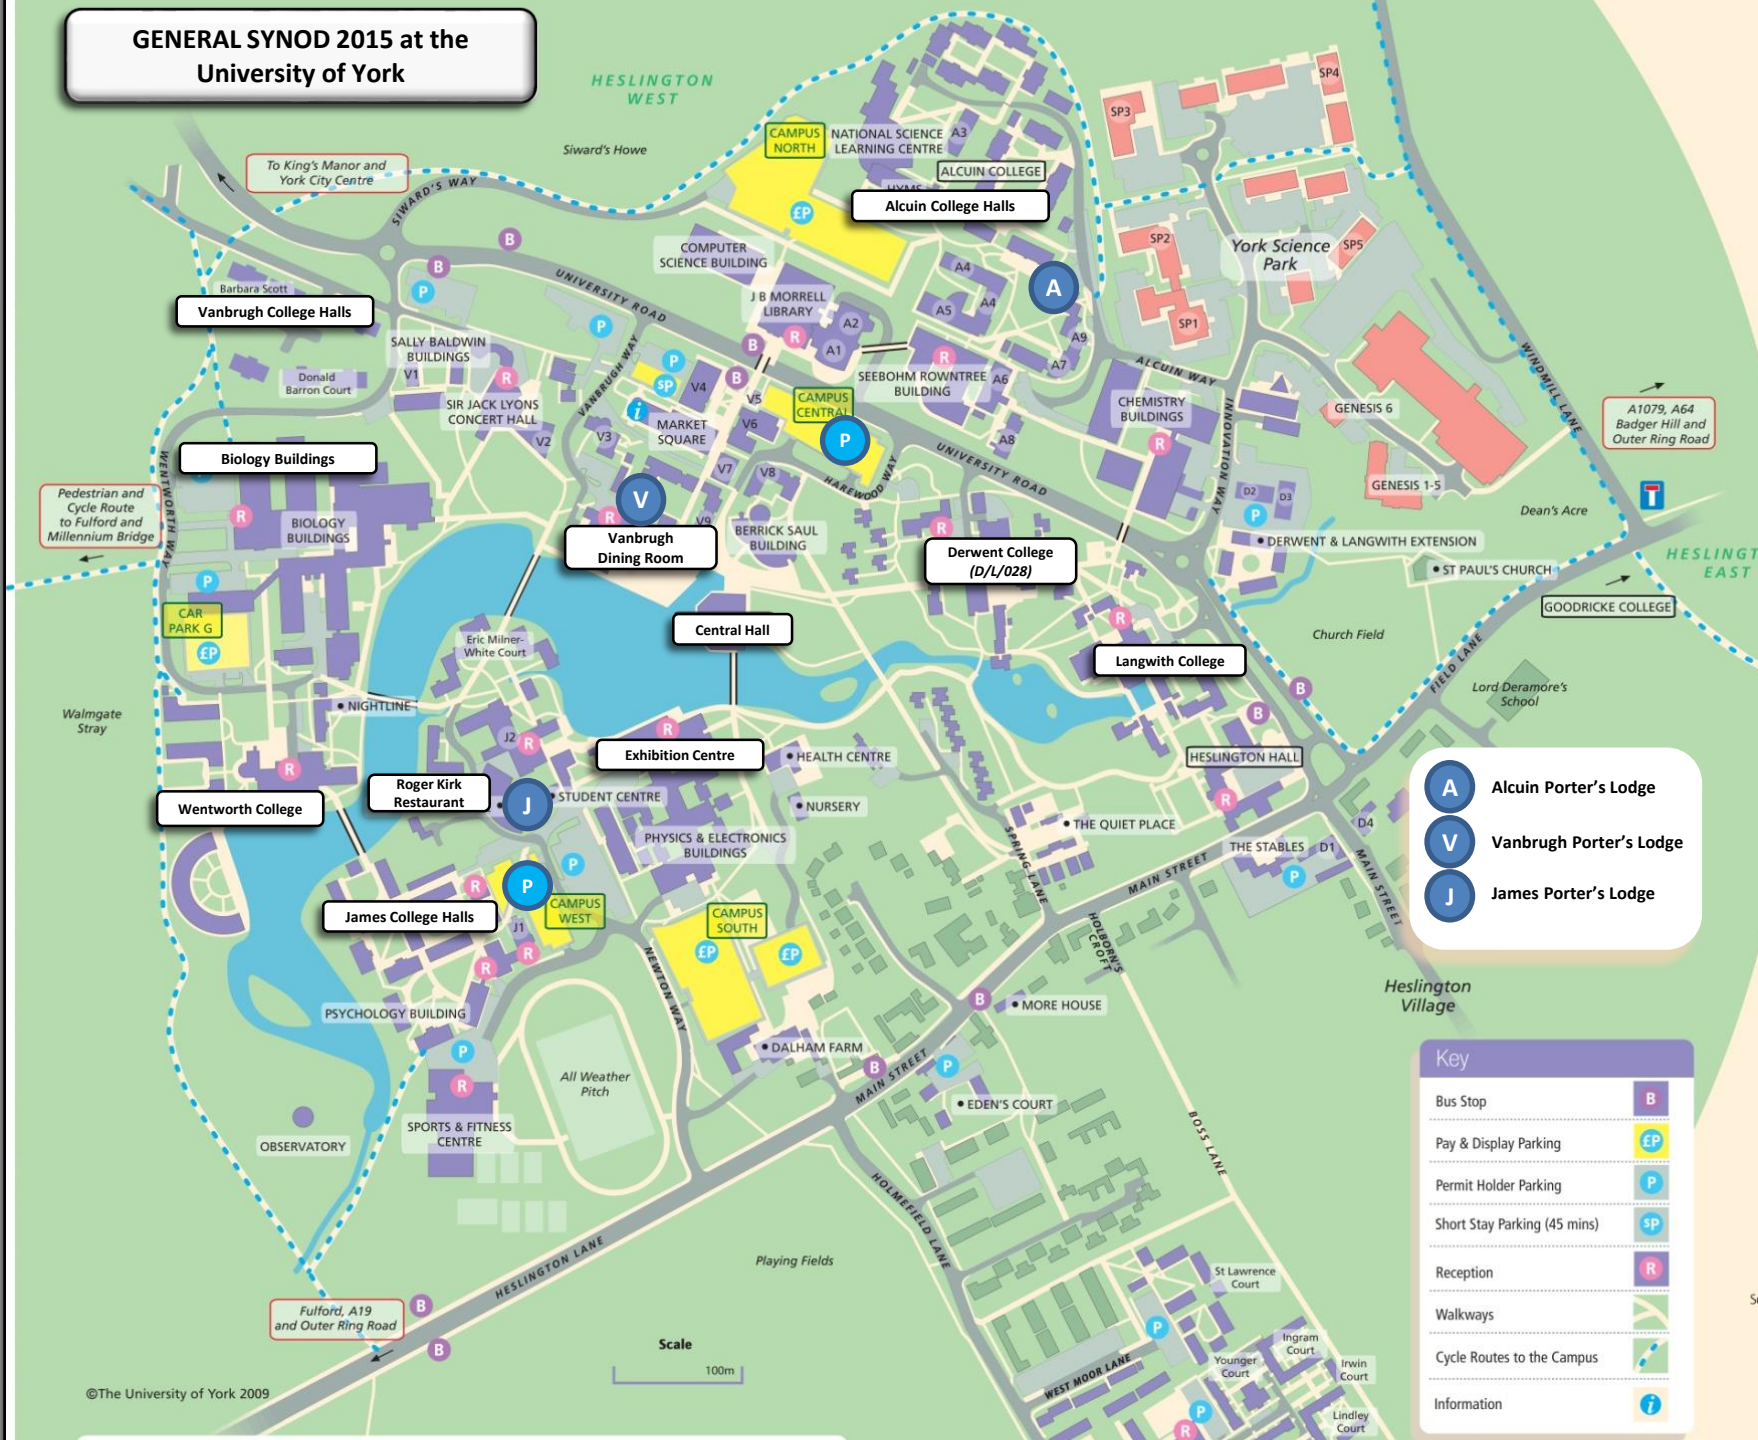 GENERAL SYNOD 2015 at the
University of York
HESLINGTON
WEST
Siward's Howe
To King's Manor and
York City Centre
SIWARD'S WAY
CAMPUS
NORTH
NATIONAL SCIENCE
LEARNING CENTRE
A3
ALCUIN COLLEGE
HYMS
Alcuin College Halls
£P
SP4
SP3
SP2
SP5
SP1
York Science
Park
B
B
P
COMPUTER
SCIENCE BUILDING
UNIVERSITY ROAD
J B MORRELL
LIBRARY
A4
A4
A5
A
A2
A1
R
A9
A7
Barbara Scott
Vanbrugh College Halls
SALLY BALDWIN
BUILDINGS
V1
R
Donald
Barron Court
SIR JACK LYONS
CONCERT HALL
V2
P
VANBRUGH WAY
P
SP
V4
B
B
V5
i
V3
MARKET
SQUARE
V6
V7
V8
V9
CAMPUS
CENTRAL
P
R
SEEBOHM ROWNTREE
BUILDING
A6
A8
ALCUIN WAY
CHEMISTRY
BUILDINGS
R
INNOVATION WAY
GENESIS 6
GENESIS 1-5
WINDMILL LANE
A1079, A64
Badger Hill and
Outer Ring Road
T
Dean's Acre
HESLINGT
EAST
Biology Buildings
WENTWORTH WAY
Pedestrian and
Cycle Route
to Fulford and
Millennium Bridge
R
BIOLOGY
BUILDINGS
V
R
Vanbrugh
Dining Room
HAREWOOD WAY
UNIVERSITY ROAD
BERRICK SAUL
BUILDING
R
Derwent College
(D/L/028)
D2
D3
P
DERWENT & LANGWITH EXTENSION
ST PAUL'S CHURCH
GOODRICKE COLLEGE
P
CAR
PARK G
£P
Eric Milner-
White Court
Central Hall
R
Langwith College
Church Field
FIELD LANE
Lord Deramore's
School
B
B
Walmgate
Stray
NIGHTLINE
R
J2
R
R
Exhibition Centre
HEALTH CENTRE
HESLINGTON HALL
R
Roger Kirk
Restaurant
J
STUDENT CENTRE
NURSERY
Wentworth College
PHYSICS & ELECTRONICS
BUILDINGS
THE QUIET PLACE
SPRING LANE
MAIN STREET
THE STABLES
D1
D4
P
MAIN STREET
A
Alcuin Porter's Lodge
V
Vanbrugh Porter's Lodge
J
James Porter's Lodge
R
P
P
CAMPUS
WEST
James College Halls
J1
R
R
CAMPUS
SOUTH
£P
£P
NEWTON WAY
HOLBORN'S
CROFT
Heslington
Village
PSYCHOLOGY BUILDING
P
R
All Weather
Pitch
DALHAM FARM
B
MORE HOUSE
B
P
MAIN STREET
EDEN'S COURT
OBSERVATORY
SPORTS & FITNESS
CENTRE
BOSS LANE
HOLMEFIELD LANE
HESLINGTON LANE
Playing Fields
Fulford, A19
and Outer Ring Road
B
B
Scale
100m
©The University of York 2009
St Lawrence
Court
P
WEST MOOR LANE
Younger
Court
Ingram
Court
Irwin
Court
Lindley
Court
P
R
Key
Bus Stop
B
Pay & Display Parking
£P
Permit Holder Parking
P
Short Stay Parking (45 mins)
SP
Reception
R
Walkways
Cycle Routes to the Campus
Information
i